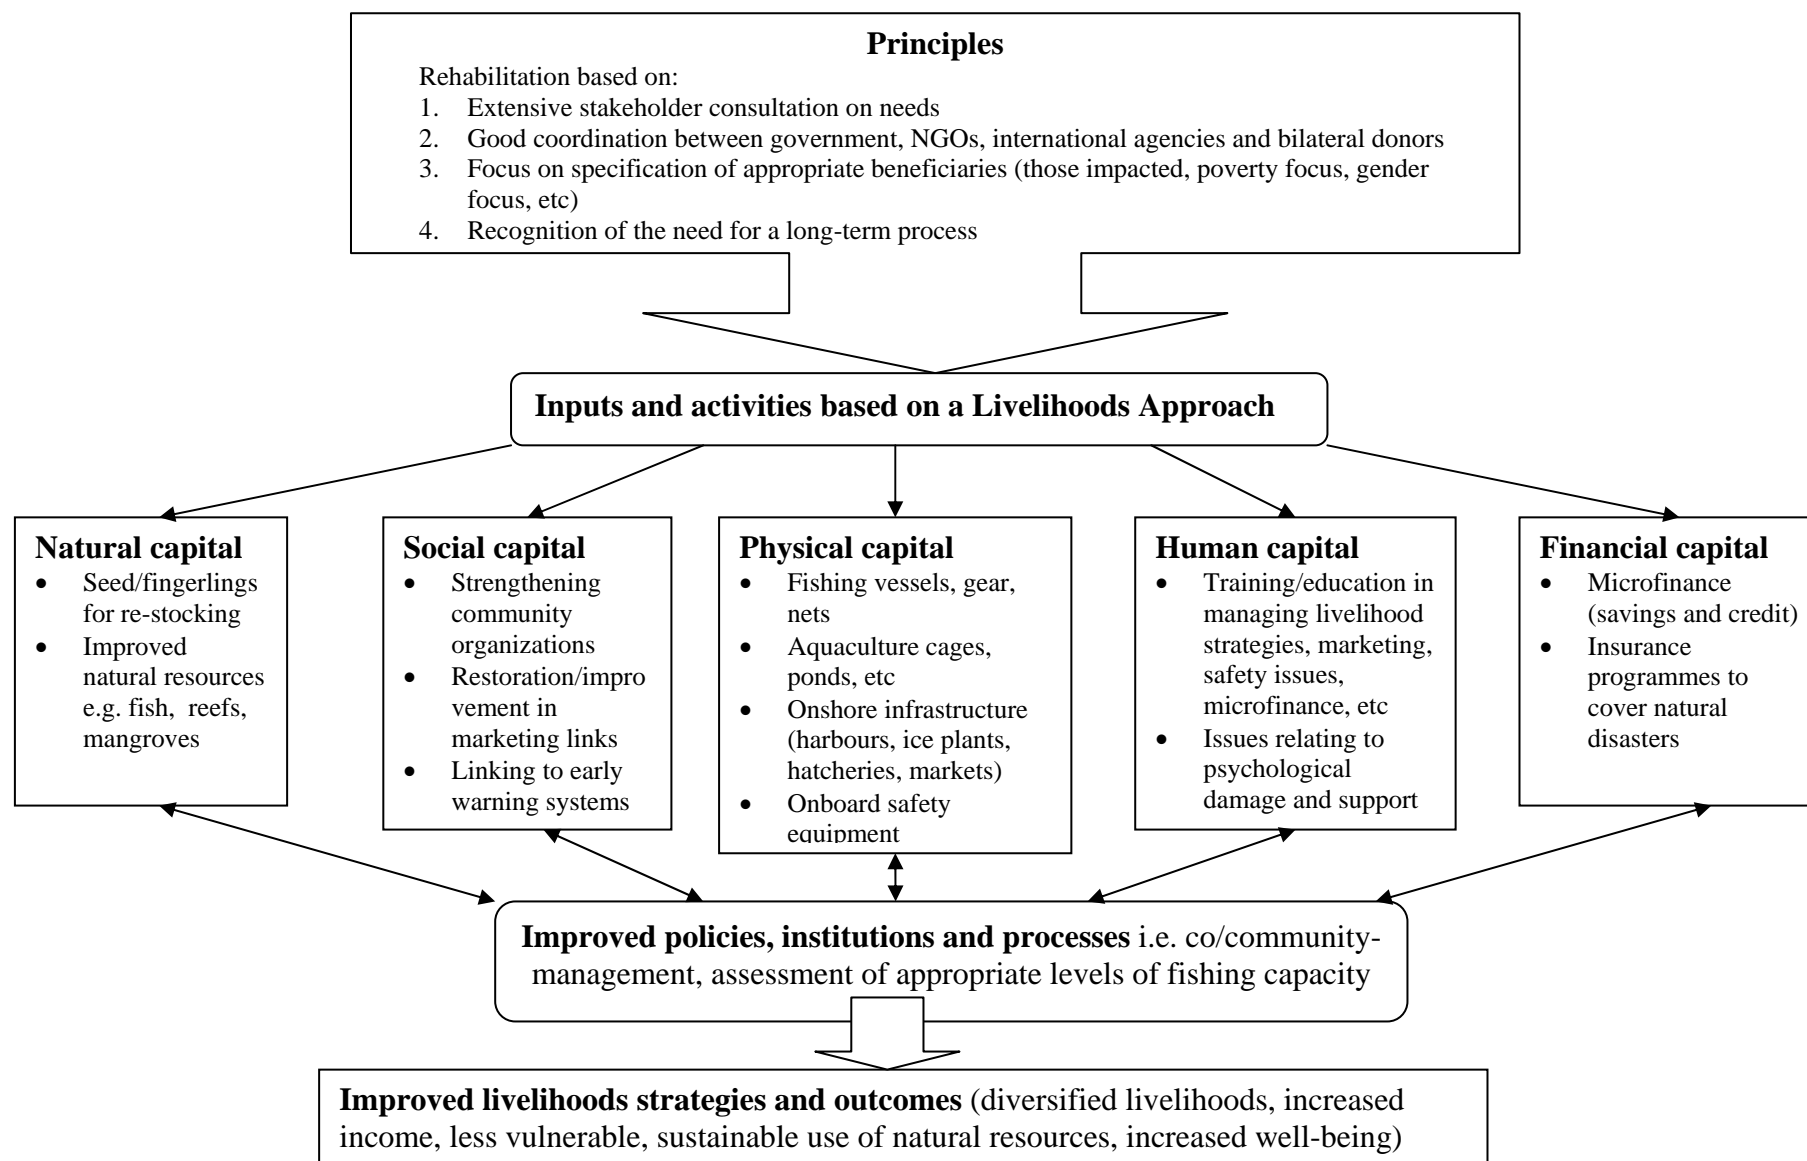 Principles
Rehabilitation based on:
1. Extensive stakeholder consultation on needs
2. Good coordination between government, NGOs, international agencies and bilateral donors
3. Focus on specification of appropriate beneficiaries (those impacted, poverty focus, gender
focus, etc)
4. Recognition of the need for a long-term process
Inputs and activities based on a Livelihoods Approach
Natural capital
• Seed/fingerlings
for re-stocking
• Improved
natural resources
e.g. fish, reefs,
mangroves
Social capital
• Strengthening
community
organizations
• Restoration/impro
vement in
marketing links
• Linking to early
warning systems
Physical capital
• Fishing vessels, gear,
nets
• Aquaculture cages,
ponds, etc
• Onshore infrastructure
(harbours, ice plants,
hatcheries, markets)
• Onboard safety
equipment
Human capital
• Training/education in
managing livelihood
strategies, marketing,
safety issues,
microfinance, etc
• Issues relating to
psychological
damage and support
Financial capital
• Microfinance
(savings and credit)
• Insurance
programmes to
cover natural
disasters
Improved policies, institutions and processes i.e. co/community-
management, assessment of appropriate levels of fishing capacity
Improved livelihoods strategies and outcomes (diversified livelihoods, increased
income, less vulnerable, sustainable use of natural resources, increased well-being)